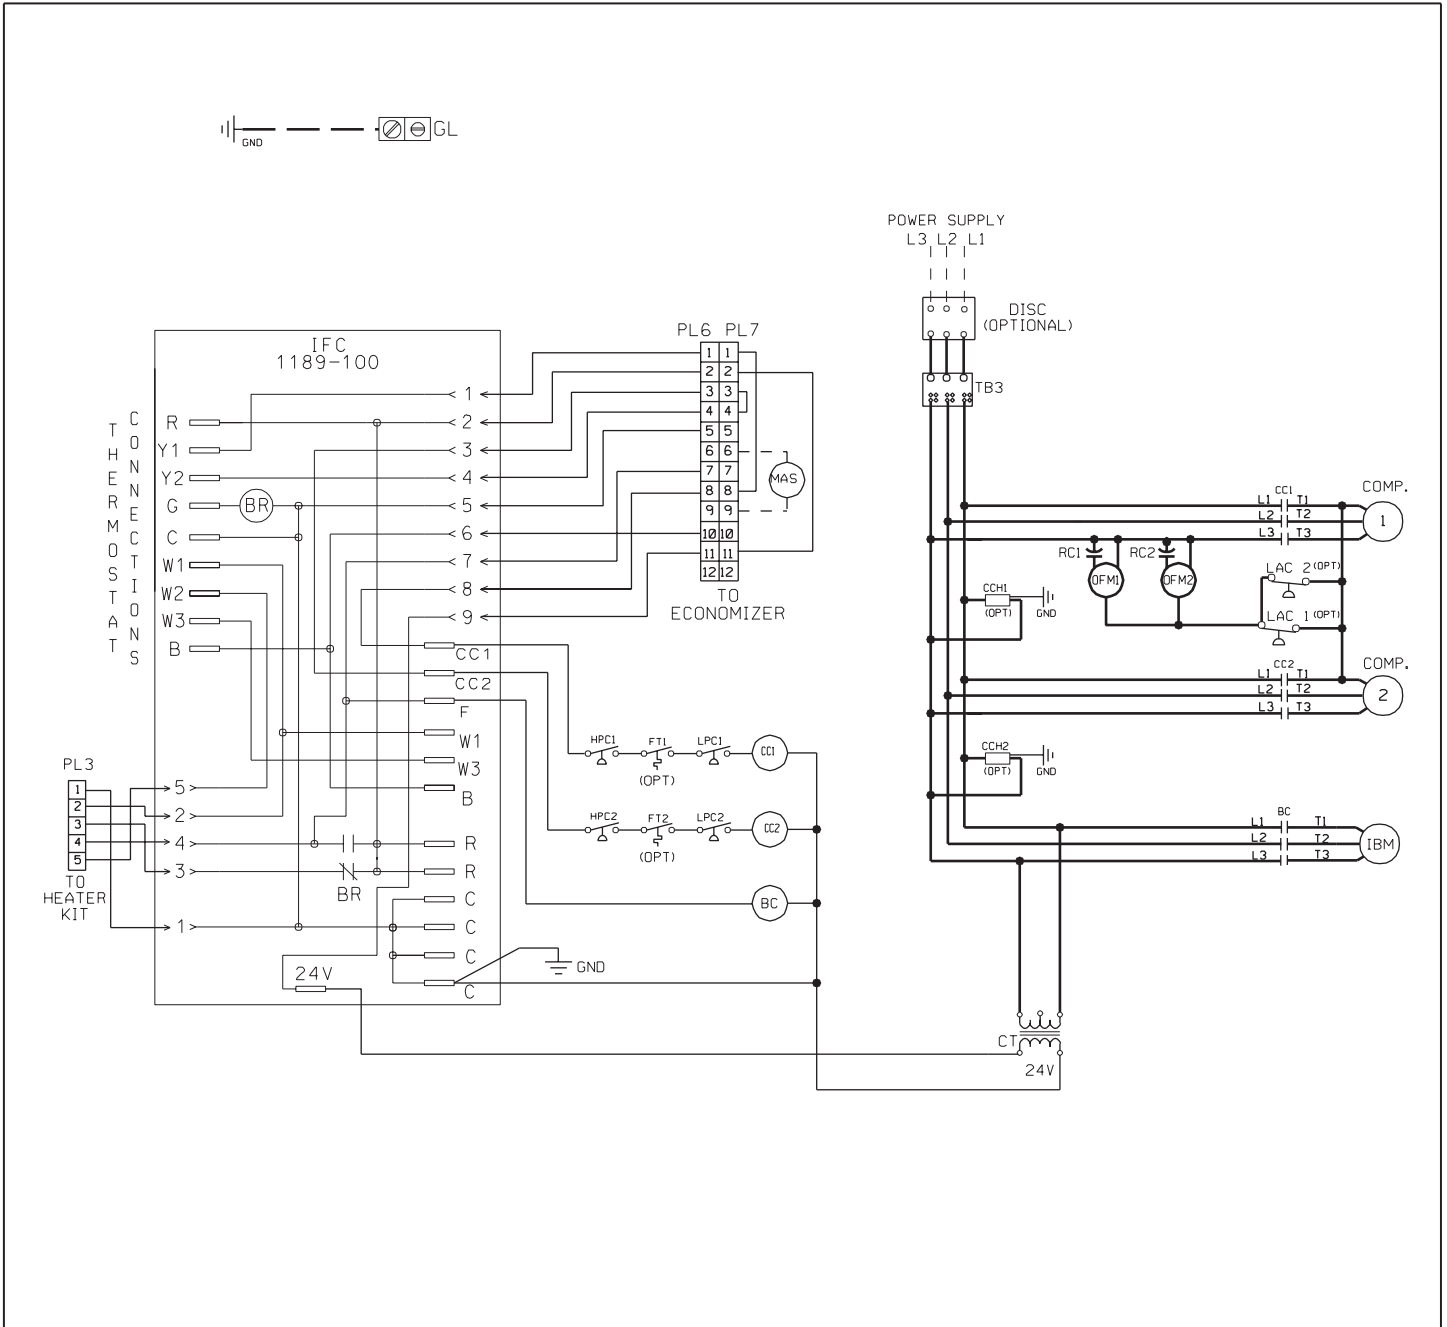 GND
GL
POWER SUPPLY
L3 L2 L1
DISC
(OPTIONAL)
TB3
IFC
1189-100
THERMOSTAT
CONNECTIONS
R
Y1
Y2
G
BR
C
W1
W2
W3
B
1
2
3
4
5
6
7
8
9
CC1
CC2
F
W1
W3
B
R
R
C
C
C
C
5
2
4
3
1
BR
24V
PL3
1
2
3
4
5
TO
HEATER
KIT
PL6 PL7
1 1
2 2
3 3
4 4
5 5
6 6
7 7
8 8
9 9
10 10
11 11
12 12
TO
ECONOMIZER
MAS
HPC1
FT1
(OPT)
LPC1
CC1
HPC2
FT2
(OPT)
LPC2
CC2
BC
GND
COMP.
CC1
L1 T1
L2 T2
L3 T3
1
RC1
OFM1
RC2
OFM2
LAC 2 (OPT)
LAC 1 (OPT)
CCH1
(OPT)
GND
COMP.
CC2
L1 T1
L2 T2
L3 T3
2
CCH2
(OPT)
GND
BC
L1 T1
L2 T2
L3 T3
IBM
CT
24V